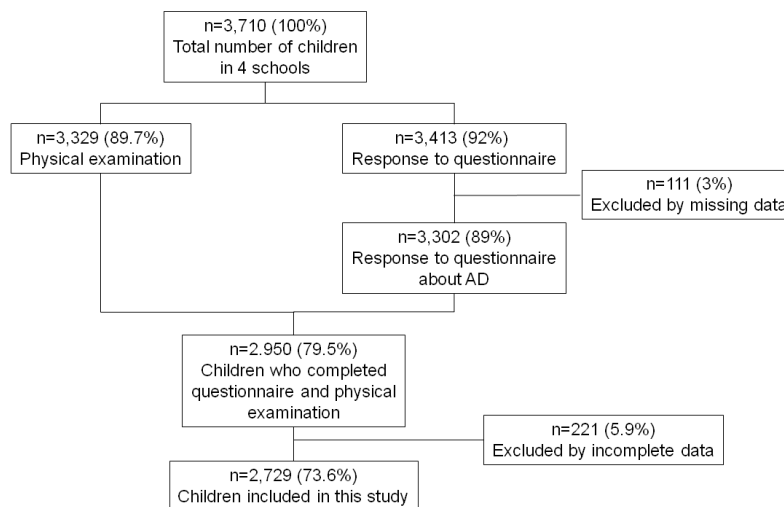 n=3,710 (100%)
Total number of children
in 4 schools
n=3,329 (89.7%)
Physical examination
n=3,413 (92%)
Response to questionnaire
n=111 (3%)
Excluded by missing data
n=3,302 (89%)
Response to questionnaire
about AD
n=2.950 (79.5%)
Children who completed
questionnaire and physical
examination
n=221 (5.9%)
Excluded by incomplete data
n=2,729 (73.6%)
Children included in this study